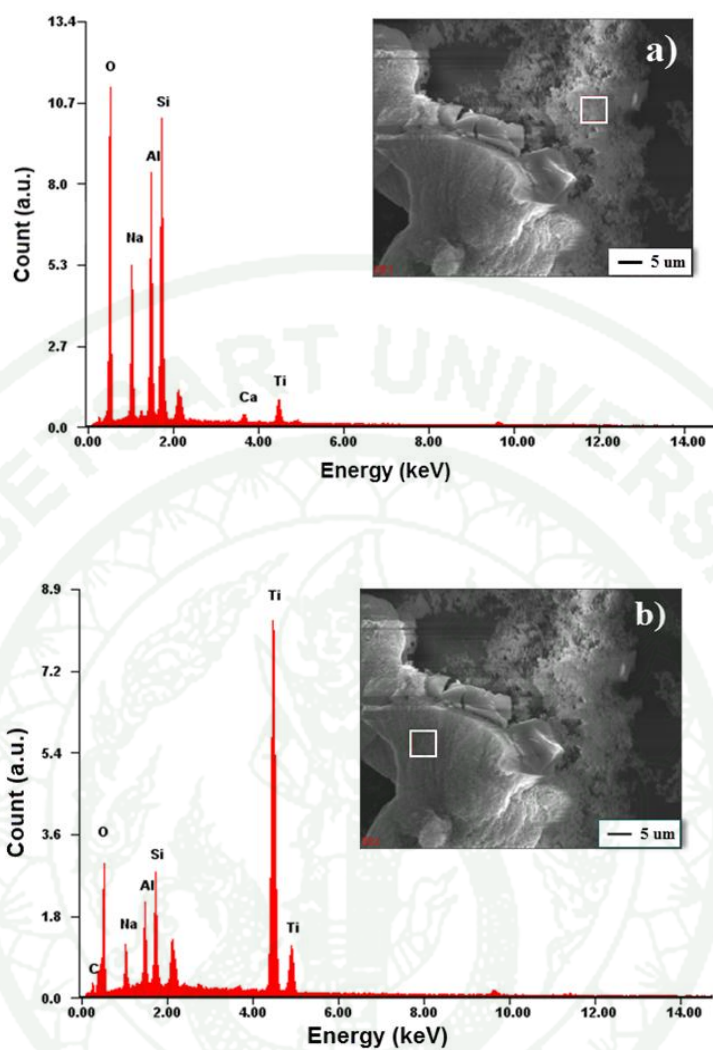 13.4
10.7
8.0
5.3
2.7
0.0
Count (a.u.)
O
Na
Al
Si
Ca
Ti
0.00 2.00 4.00 6.00 8.00 10.00 12.00 14.00
Energy (keV)
a)
5 um
8.9
7.2
5.4
3.6
1.8
0.0
Count (a.u.)
C
O
Na
Al
Si
Ti
Ti
0.00 2.00 4.00 6.00 8.00 10.00 12.00 14.00
Energy (keV)
b)
5 um